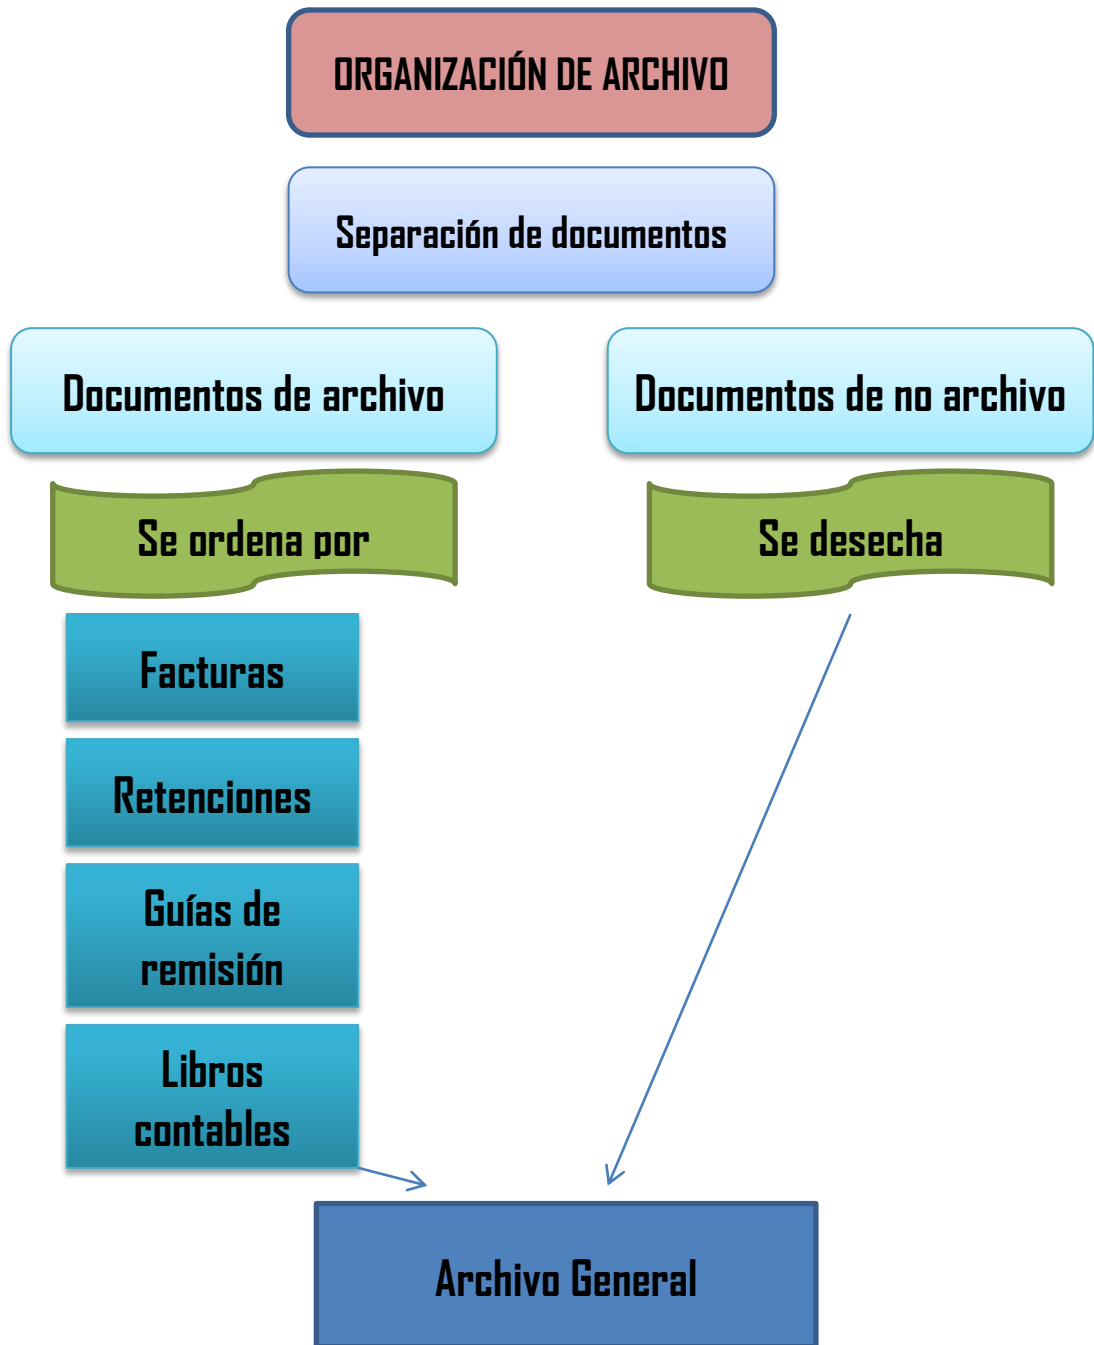 ORGANIZACIÓN DE ARCHIVO
Separación de documentos
Documentos de archivo
Documentos de no archivo
Se ordena por
Se desecha
Facturas
Retenciones
Guías de
remisión
Libros
contables
Archivo General